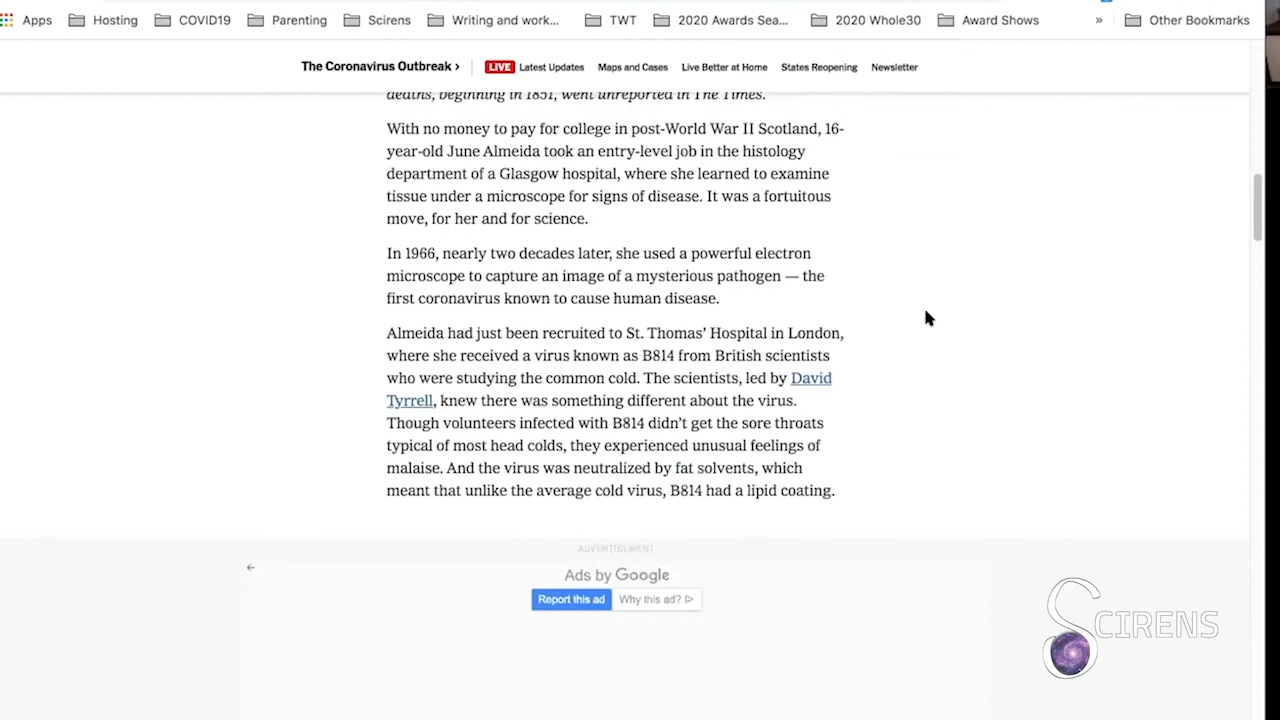 Apps Hosting COVID19 Parenting Scirens Writing and work... TWT 2020 Awards Sea... 2020 Whole30 Award Shows » Other Bookmarks
The Coronavirus Outbreak › LIVE Latest Updates Maps and Cases Live Better at Home States Reopening Newsletter
deaths, beginning in 1851, went unreported in The Times.
With no money to pay for college in post-World War II Scotland, 16-
year-old June Almeida took an entry-level job in the histology
department of a Glasgow hospital, where she learned to examine
tissue under a microscope for signs of disease. It was a fortuitous
move, for her and for science.
In 1966, nearly two decades later, she used a powerful electron
microscope to capture an image of a mysterious pathogen — the
first coronavirus known to cause human disease.
Almeida had just been recruited to St. Thomas’ Hospital in London,
where she received a virus known as B814 from British scientists
who were studying the common cold. The scientists, led by David
Tyrrell, knew there was something different about the virus.
Though volunteers infected with B814 didn’t get the sore throats
typical of most head colds, they experienced unusual feelings of
malaise. And the virus was neutralized by fat solvents, which
meant that unlike the average cold virus, B814 had a lipid coating.
ADVERTISEMENT
Ads by Google
Report this ad Why this ad?
SCIRENS